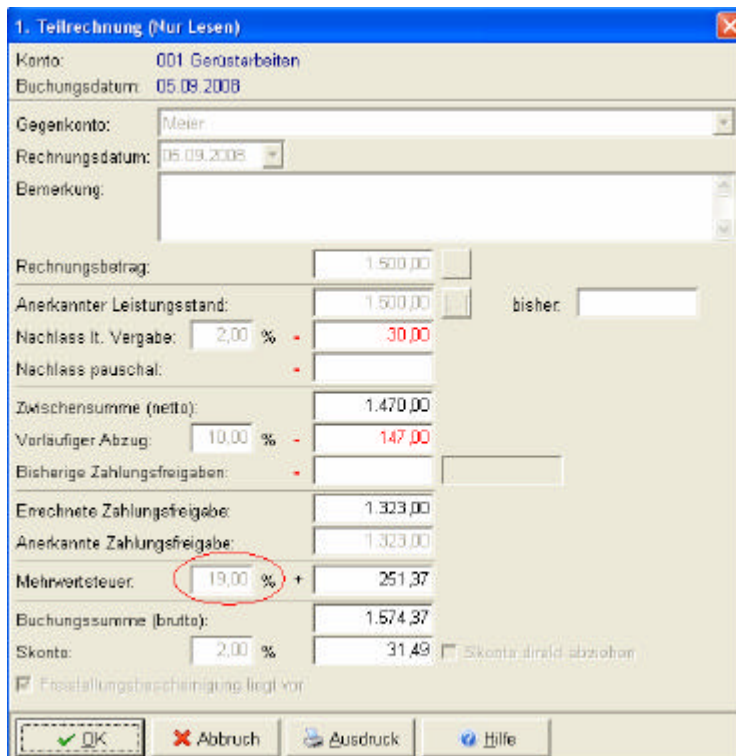 1. Teilrechnung (Nur Lesen)
Konto: 001 Gerüstarbeiten
Buchungsdatum: 05.09.2008
Gegenkonto: Meier
Rechnungsdatum: 05.09.2008
Bemerkung:
Rechnungsbetrag: 1.500,00
Anerkannter Leistungsstand: 1.500,00 bisher:
Nachlass lt. Vergabe: 2,00 % - 30,00
Nachlass pauschal: -
Zwischensumme (netto): 1.470,00
Vorläufiger Abzug: 10,00 % - 147,00
Bisherige Zahlungsfreigaben: -
Errechnete Zahlungsfreigabe: 1.323,00
Anerkannte Zahlungsfreigabe: 1.323,00
Mehrwertsteuer: 19,00 % + 251,37
Buchungssumme (brutto): 1.574,37
Skonto: 2,00 % 31,49 Skonto direkt abziehen
Freistellungsbescheinigung liegt vor
OK Abbruch Ausdruck Hilfe